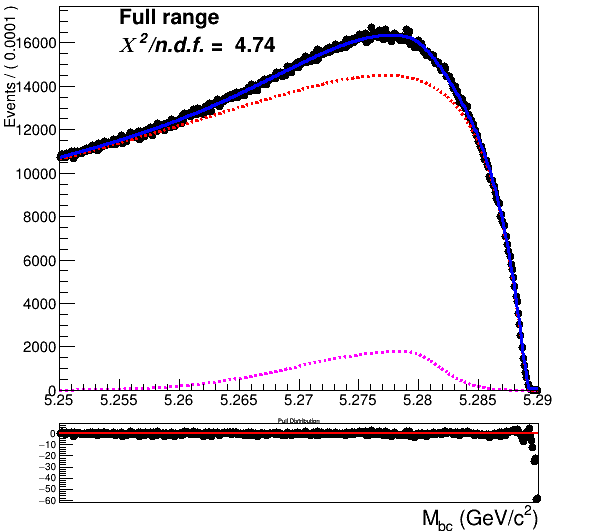 Full range
X²/n.d.f. = 4.74
Events / ( 0.0001 )
16000
14000
12000
10000
8000
6000
4000
2000
0
5.25 5.255 5.26 5.265 5.27 5.275 5.28 5.285 5.29
Pull Distribution
0
−10
−20
−30
−40
−50
−60
M_bc (GeV/c²)